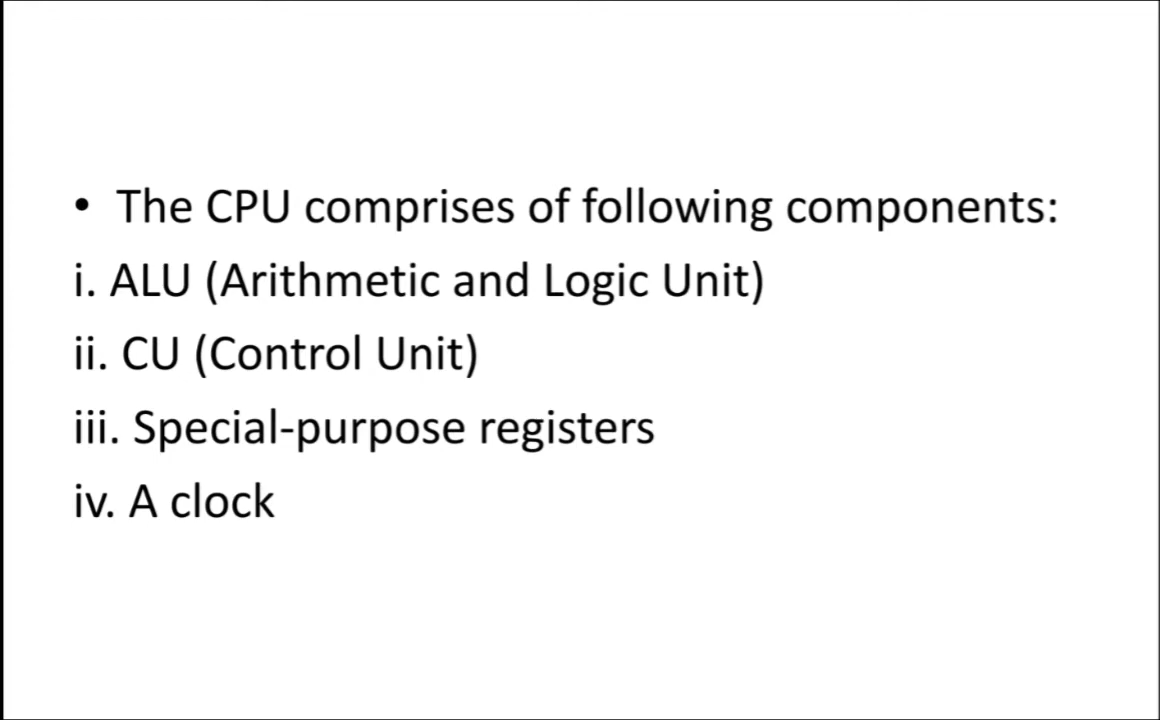 • The CPU comprises of following components:
i. ALU (Arithmetic and Logic Unit)
ii. CU (Control Unit)
iii. Special-purpose registers
iv. A clock